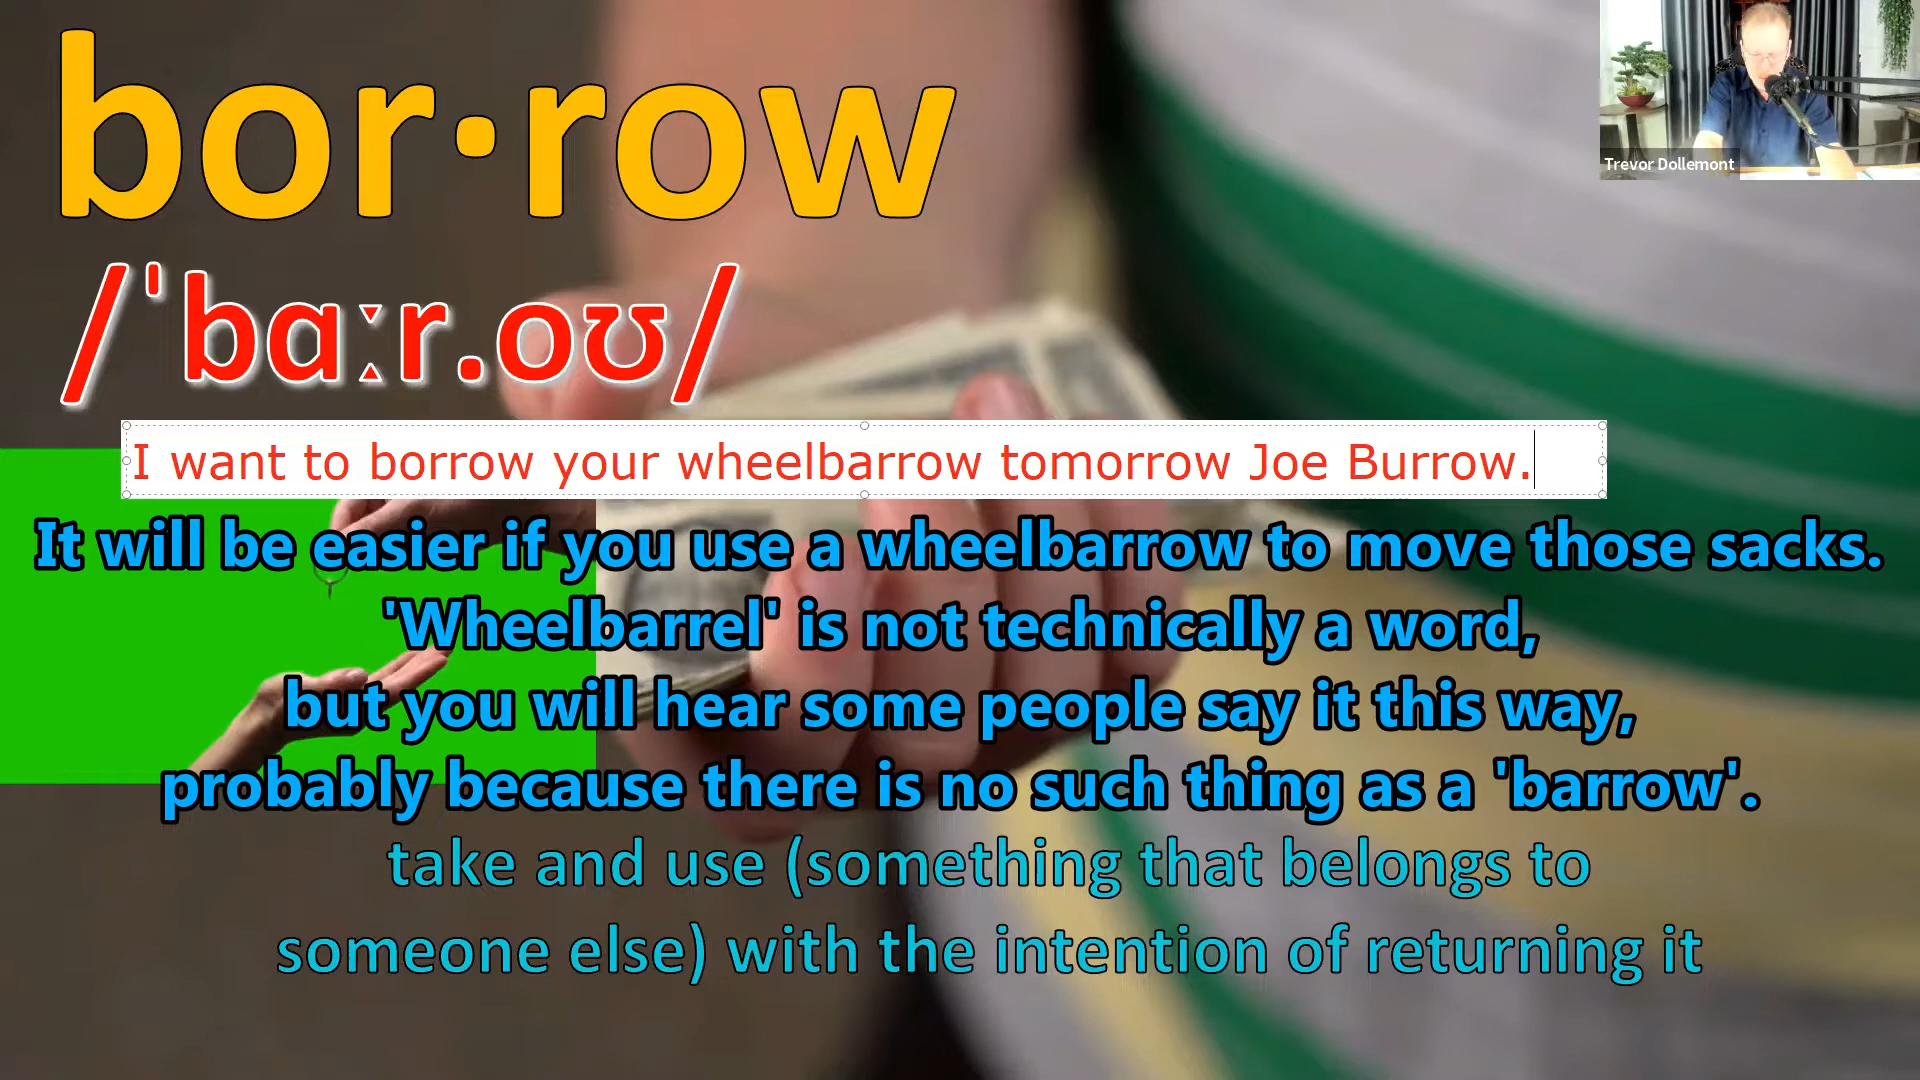 bor·row
Trevor Dollemont
/ˈbɑːr.oʊ/
I want to borrow your wheelbarrow tomorrow Joe Burrow.
It will be easier if you use a wheelbarrow to move those sacks.
'Wheelbarrel' is not technically a word,
but you will hear some people say it this way,
probably because there is no such thing as a 'barrow'.
take and use (something that belongs to
someone else) with the intention of returning it